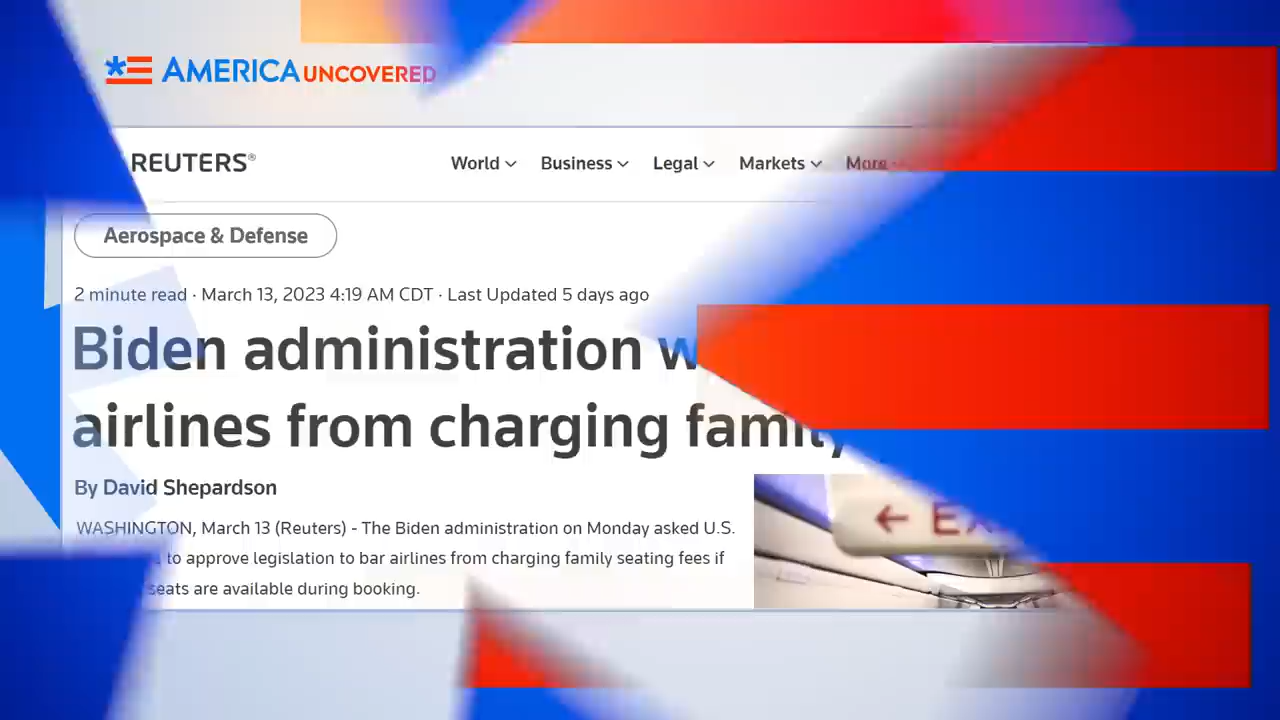 AMERICA UNCOVERED
REUTERS®
World Business Legal Markets More
Aerospace & Defense
2 minute read · March 13, 2023 4:19 AM CDT · Last Updated 5 days ago
Biden administration
airlines from charging family
By David Shepardson
WASHINGTON, March 13 (Reuters) - The Biden administration on Monday asked U.S.
to approve legislation to bar airlines from charging family seating fees if
seats are available during booking.
← EX